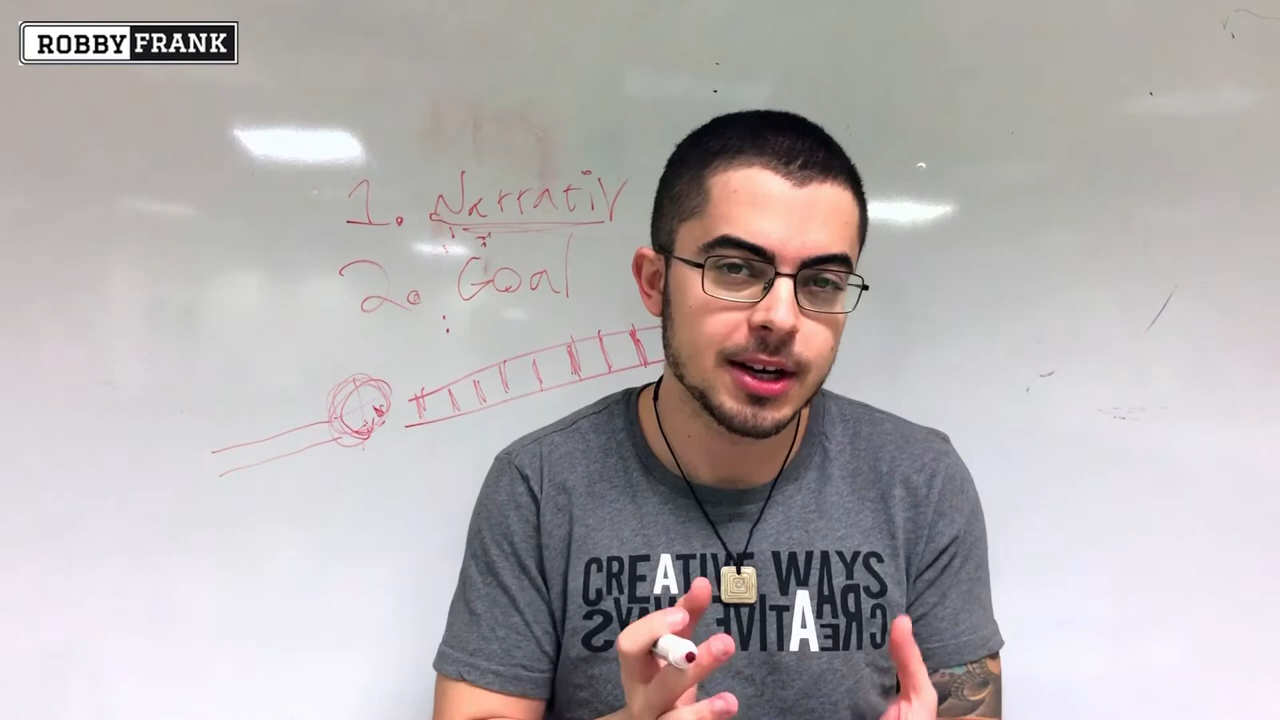 ROBBY FRANK
1. Narrativ
2. Goal
CREATIVE WAYS
CREATIVE WAYS